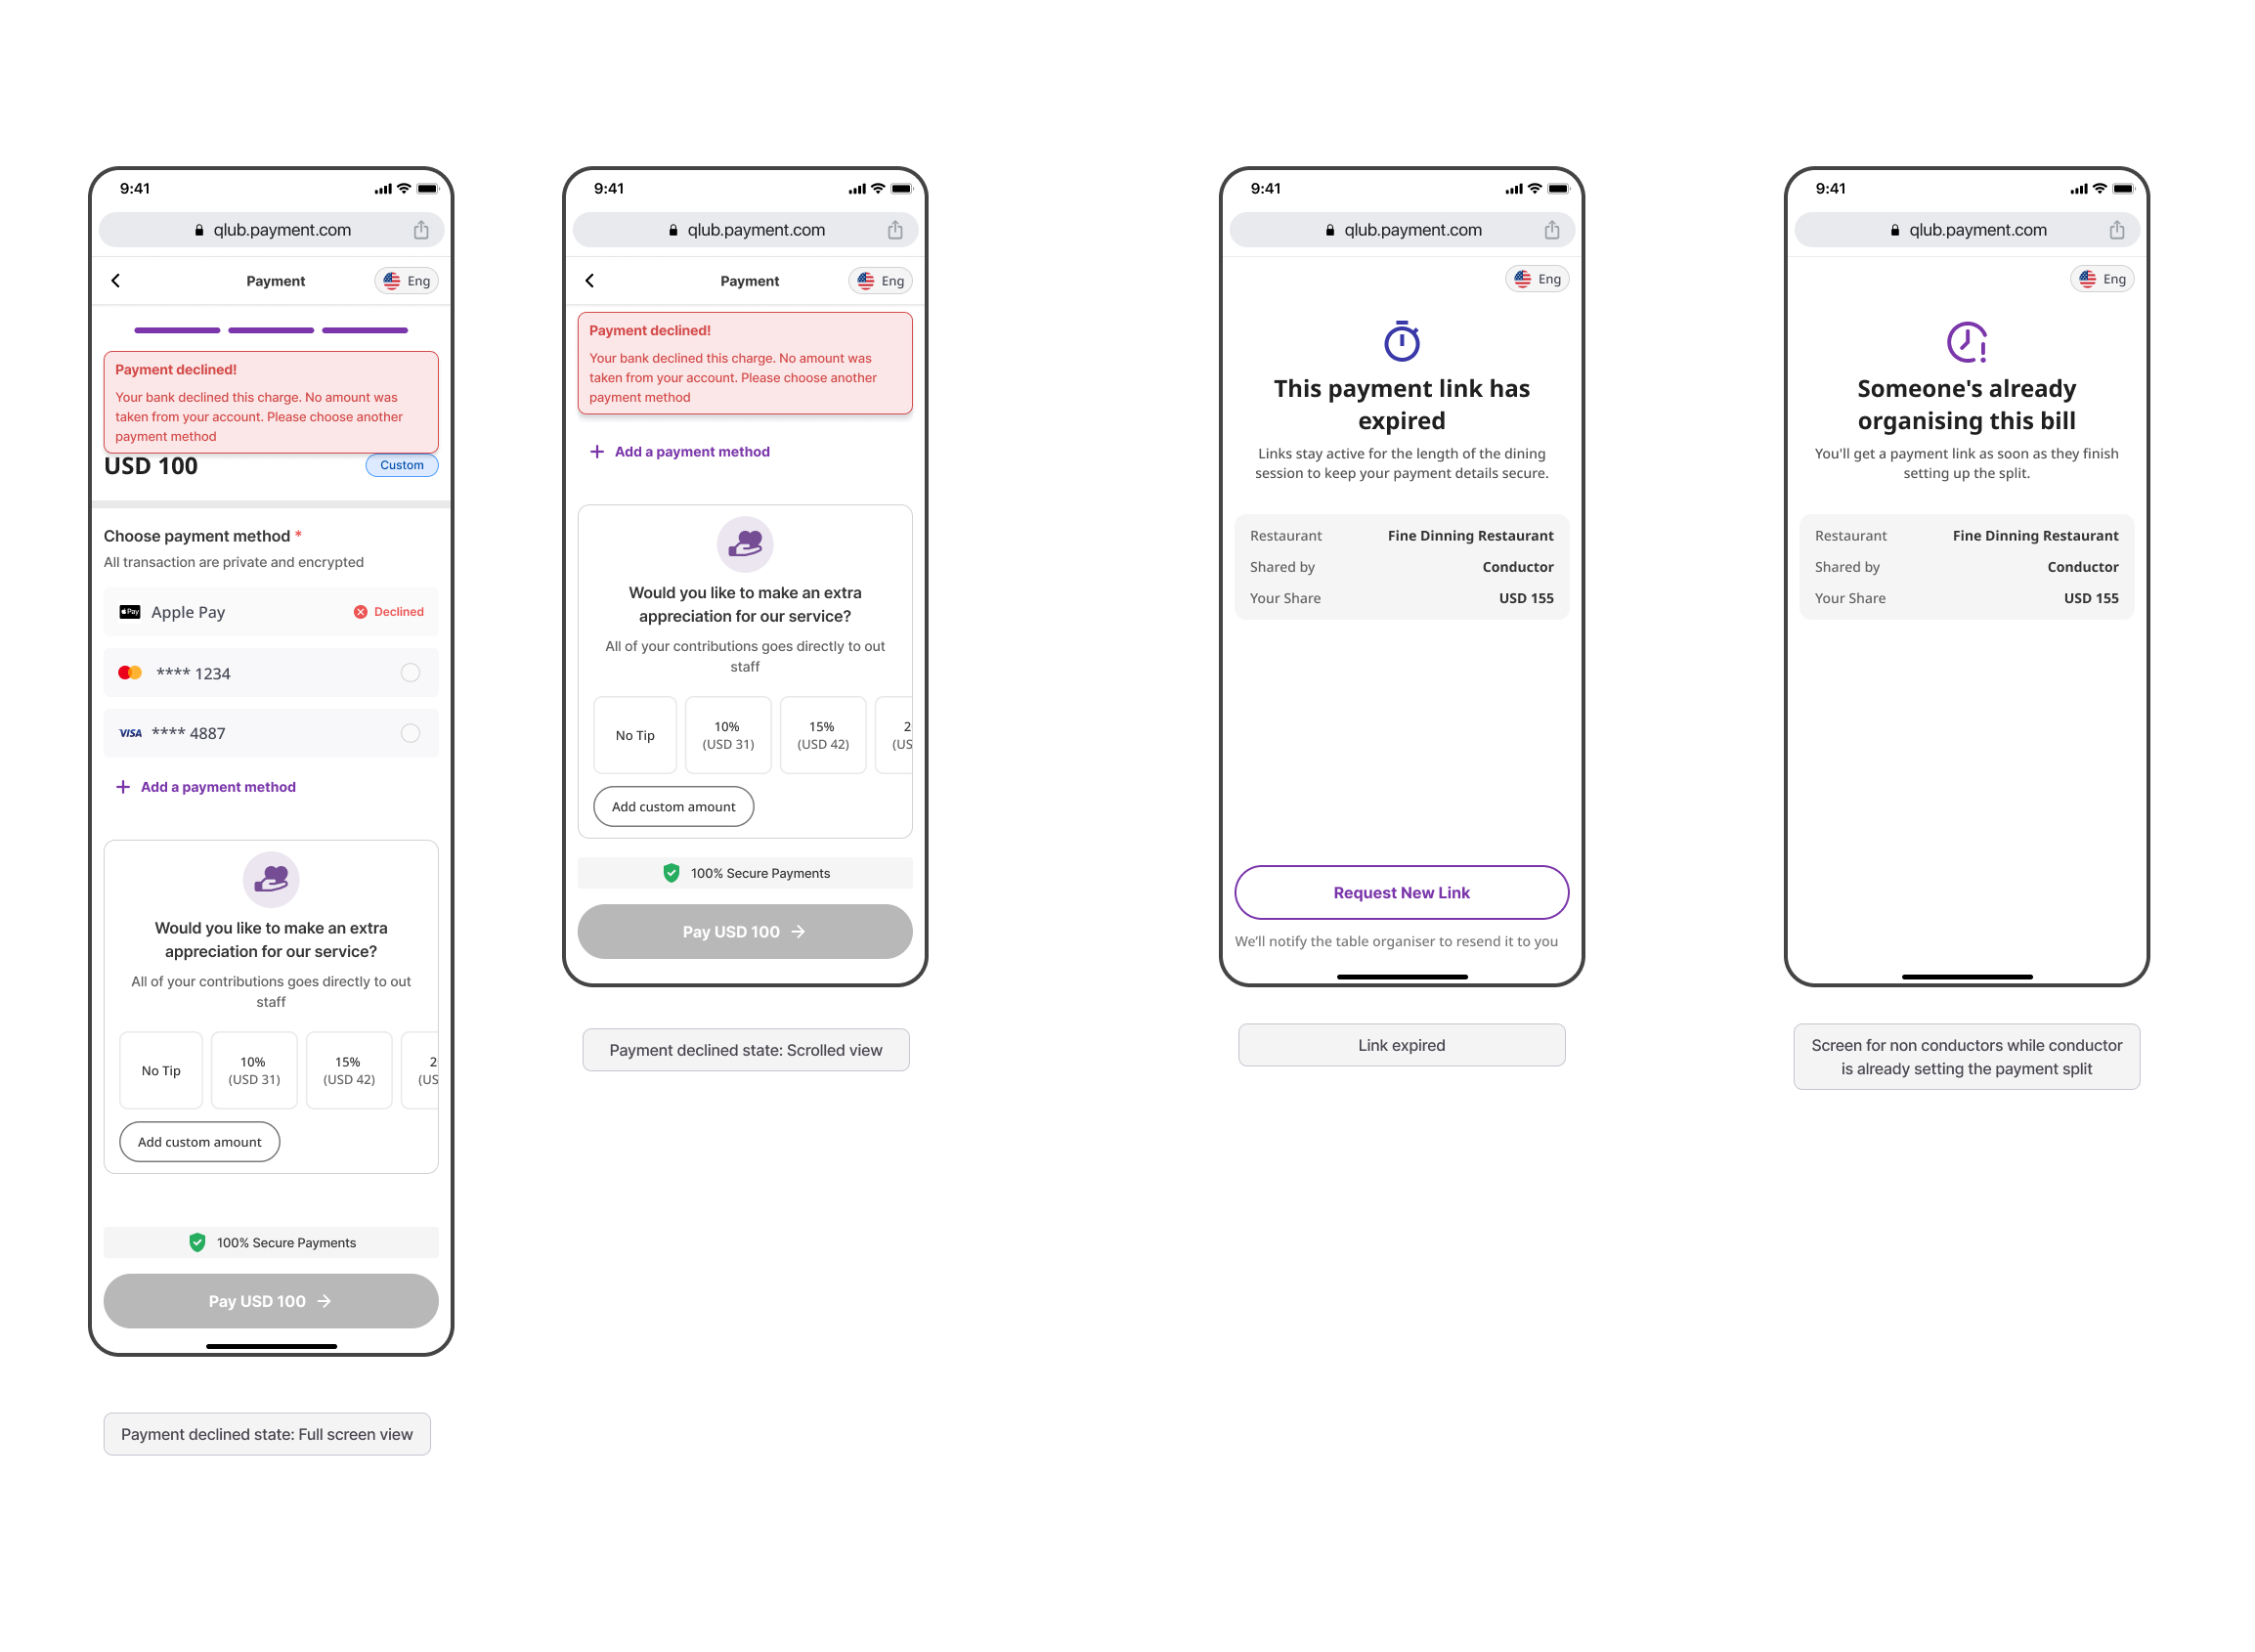 9:41
qlub.payment.com
Payment
Eng
Payment declined!
Your bank declined this charge. No amount was
taken from your account. Please choose another
payment method
USD 100
Custom
Choose payment method *
All transaction are private and encrypted
Pay
Apple Pay
Declined
**** 1234
VISA
**** 4887
+ Add a payment method
Would you like to make an extra
appreciation for our service?
All of your contributions goes directly to out
staff
No Tip
10%
(USD 31)
15%
(USD 42)
2
(US
Add custom amount
100% Secure Payments
Pay USD 100 →
Payment declined state: Full screen view
9:41
qlub.payment.com
Payment
Eng
Payment declined!
Your bank declined this charge. No amount was
taken from your account. Please choose another
payment method
+ Add a payment method
Would you like to make an extra
appreciation for our service?
All of your contributions goes directly to out
staff
No Tip
10%
(USD 31)
15%
(USD 42)
2
(US
Add custom amount
100% Secure Payments
Pay USD 100 →
Payment declined state: Scrolled view
9:41
qlub.payment.com
Eng
This payment link has
expired
Links stay active for the length of the dining
session to keep your payment details secure.
Restaurant Fine Dinning Restaurant
Shared by Conductor
Your Share USD 155
Request New Link
We'll notify the table organiser to resend it to you
Link expired
9:41
qlub.payment.com
Eng
Someone's already
organising this bill
You'll get a payment link as soon as they finish
setting up the split.
Restaurant Fine Dinning Restaurant
Shared by Conductor
Your Share USD 155
Screen for non conductors while conductor
is already setting the payment split